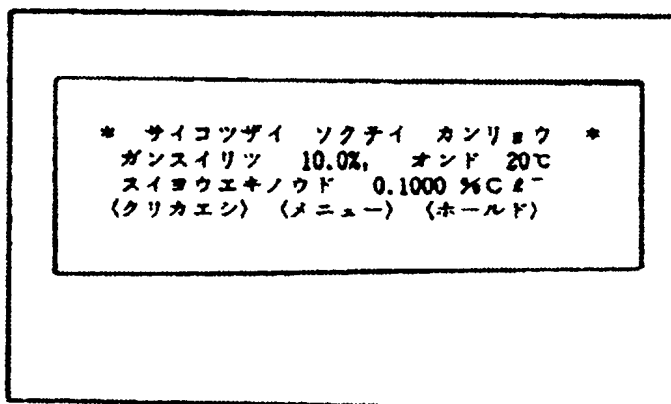 * サイコツザイ ソクテイ カンリョウ *
ガンスイリツ 10.0%, オンド 20℃
スイヨウエキノウド 0.1000 %Cℓ⁻
〈クリカエシ〉 〈メニュー〉 〈ホールド〉